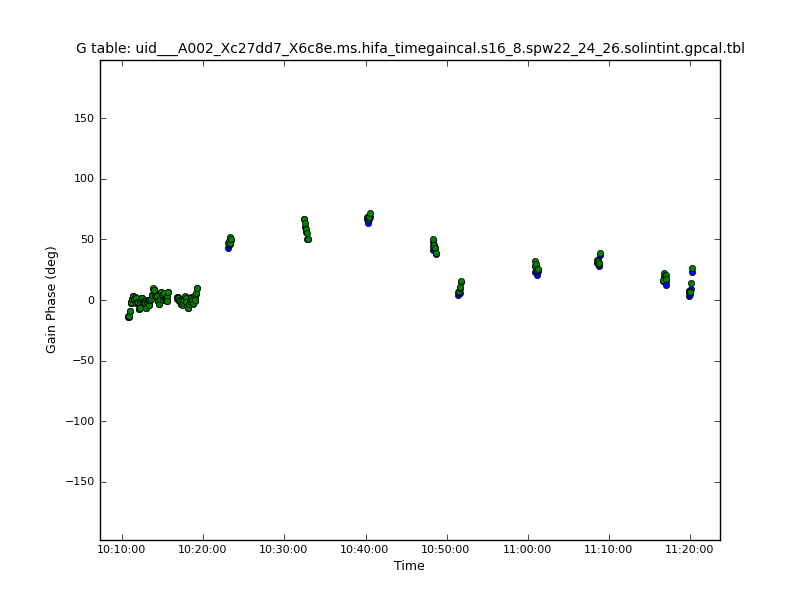 G table: uid___A002_Xc27dd7_X6c8e.ms.hifa_timegaincal.s16_8.spw22_24_26.solintint.gpcal.tbl
150
100
50
0
−50
−100
−150
Gain Phase (deg)
10:10:00 10:20:00 10:30:00 10:40:00 10:50:00 11:00:00 11:10:00 11:20:00
Time